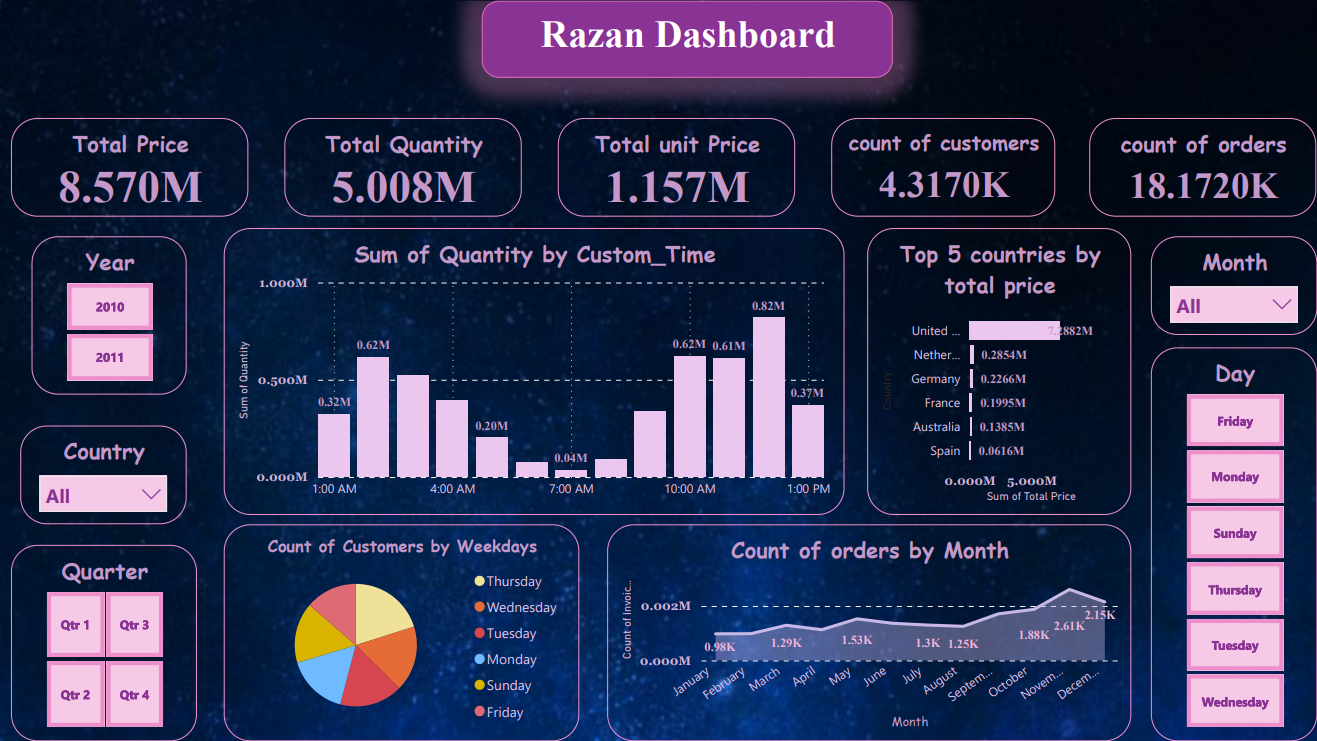 Razan Dashboard
Total Price
8.570M
Total Quantity
5.008M
Total unit Price
1.157M
count of customers
4.3170K
count of orders
18.1720K
Year
2010
2011
Country
All
Quarter
Qtr 1
Qtr 3
Qtr 2
Qtr 4
Sum of Quantity by Custom_Time
Sum of Quantity
1.000M
0.500M
0.000M
0.32M
0.62M
0.20M
0.04M
0.62M
0.61M
0.82M
0.37M
1:00 AM
4:00 AM
7:00 AM
10:00 AM
1:00 PM
Top 5 countries by
total price
Country
United ...
7.2882M
Nether...
0.2854M
Germany
0.2266M
France
0.1995M
Australia
0.1385M
Spain
0.0616M
0.000M
5.000M
Sum of Total Price
Month
All
Day
Friday
Monday
Sunday
Thursday
Tuesday
Wednesday
Count of Customers by Weekdays
Thursday
Wednesday
Tuesday
Monday
Sunday
Friday
Count of orders by Month
Count of Invoic...
0.002M
0.000M
0.98K
1.29K
1.53K
1.3K
1.25K
1.88K
2.61K
2.15K
January
February
March
April
May
June
July
August
Septem...
October
Novem...
Decem...
Month